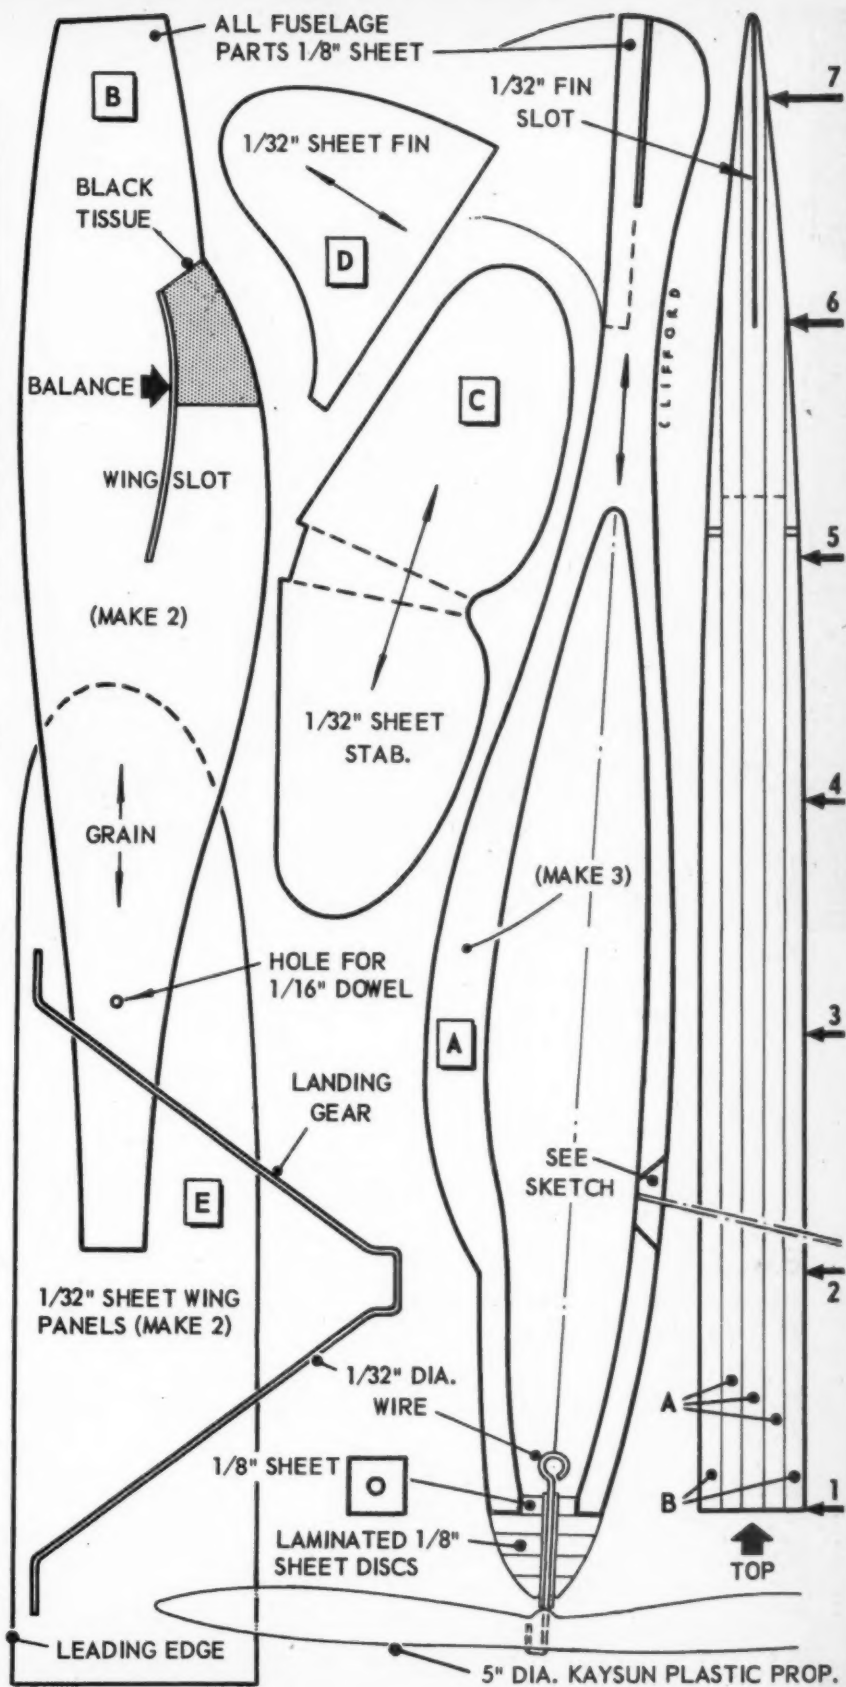 ALL FUSELAGE
PARTS 1/8" SHEET
B
1/32" SHEET FIN
1/32" FIN
SLOT
7
BLACK
TISSUE
D
CLIFFORD
6
BALANCE
C
WING SLOT
5
(MAKE 2)
1/32" SHEET
STAB.
4
GRAIN
(MAKE 3)
HOLE FOR
1/16" DOWEL
A
3
LANDING
GEAR
SEE
SKETCH
E
2
1/32" SHEET WING
PANELS (MAKE 2)
1/32" DIA.
WIRE
A
1/8" SHEET
B
1
LAMINATED 1/8"
SHEET DISCS
TOP
LEADING EDGE
5" DIA. KAYSUN PLASTIC PROP.